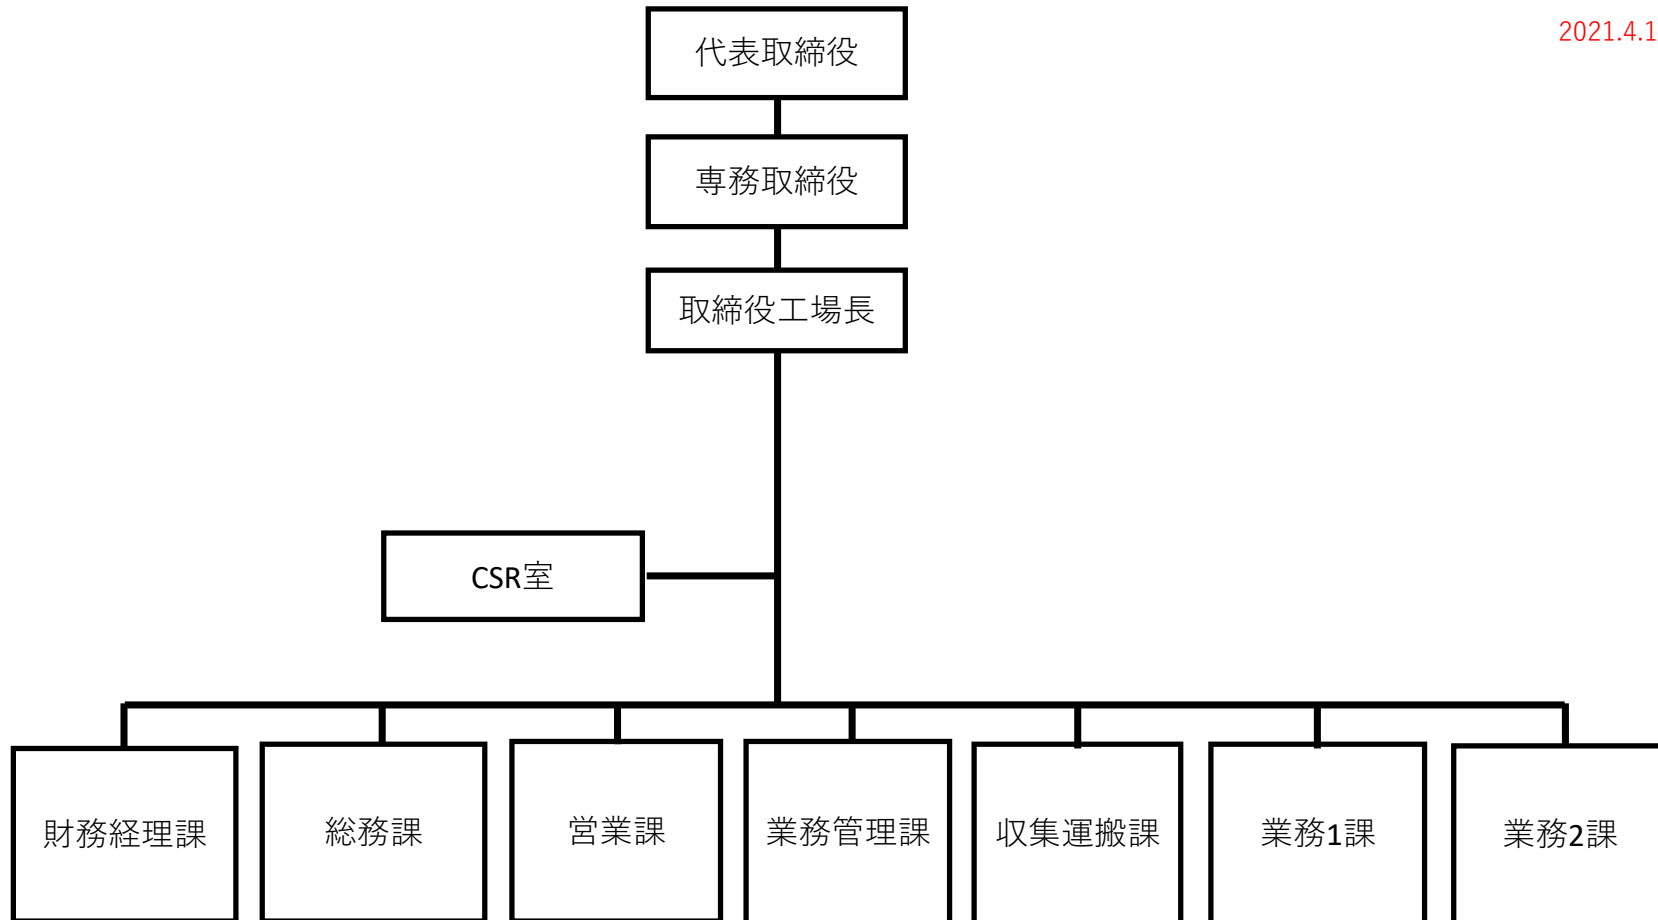 2021.4.1
代表取締役
専務取締役
取締役工場長
CSR室
財務経理課
総務課
営業課
業務管理課
収集運搬課
業務1課
業務2課